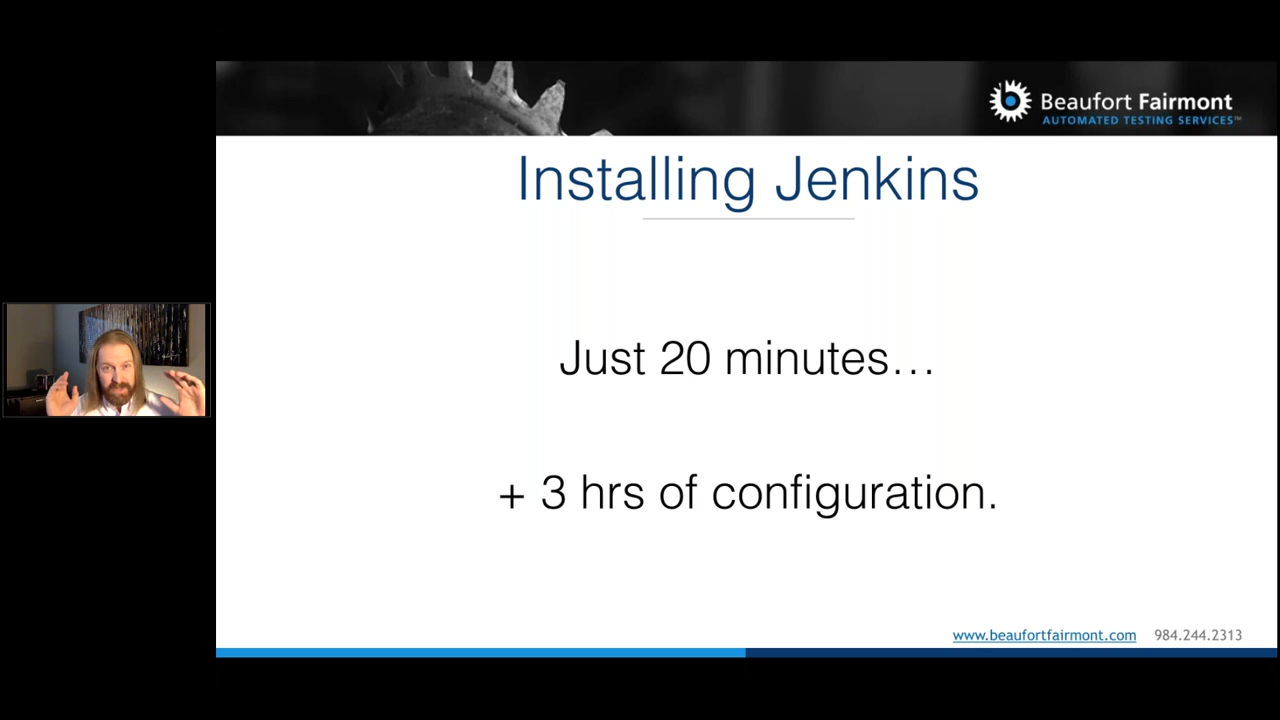 Beaufort Fairmont
AUTOMATED TESTING SERVICES™
Installing Jenkins
Just 20 minutes...
+ 3 hrs of configuration.
www.beaufortfairmont.com 984.244.2313